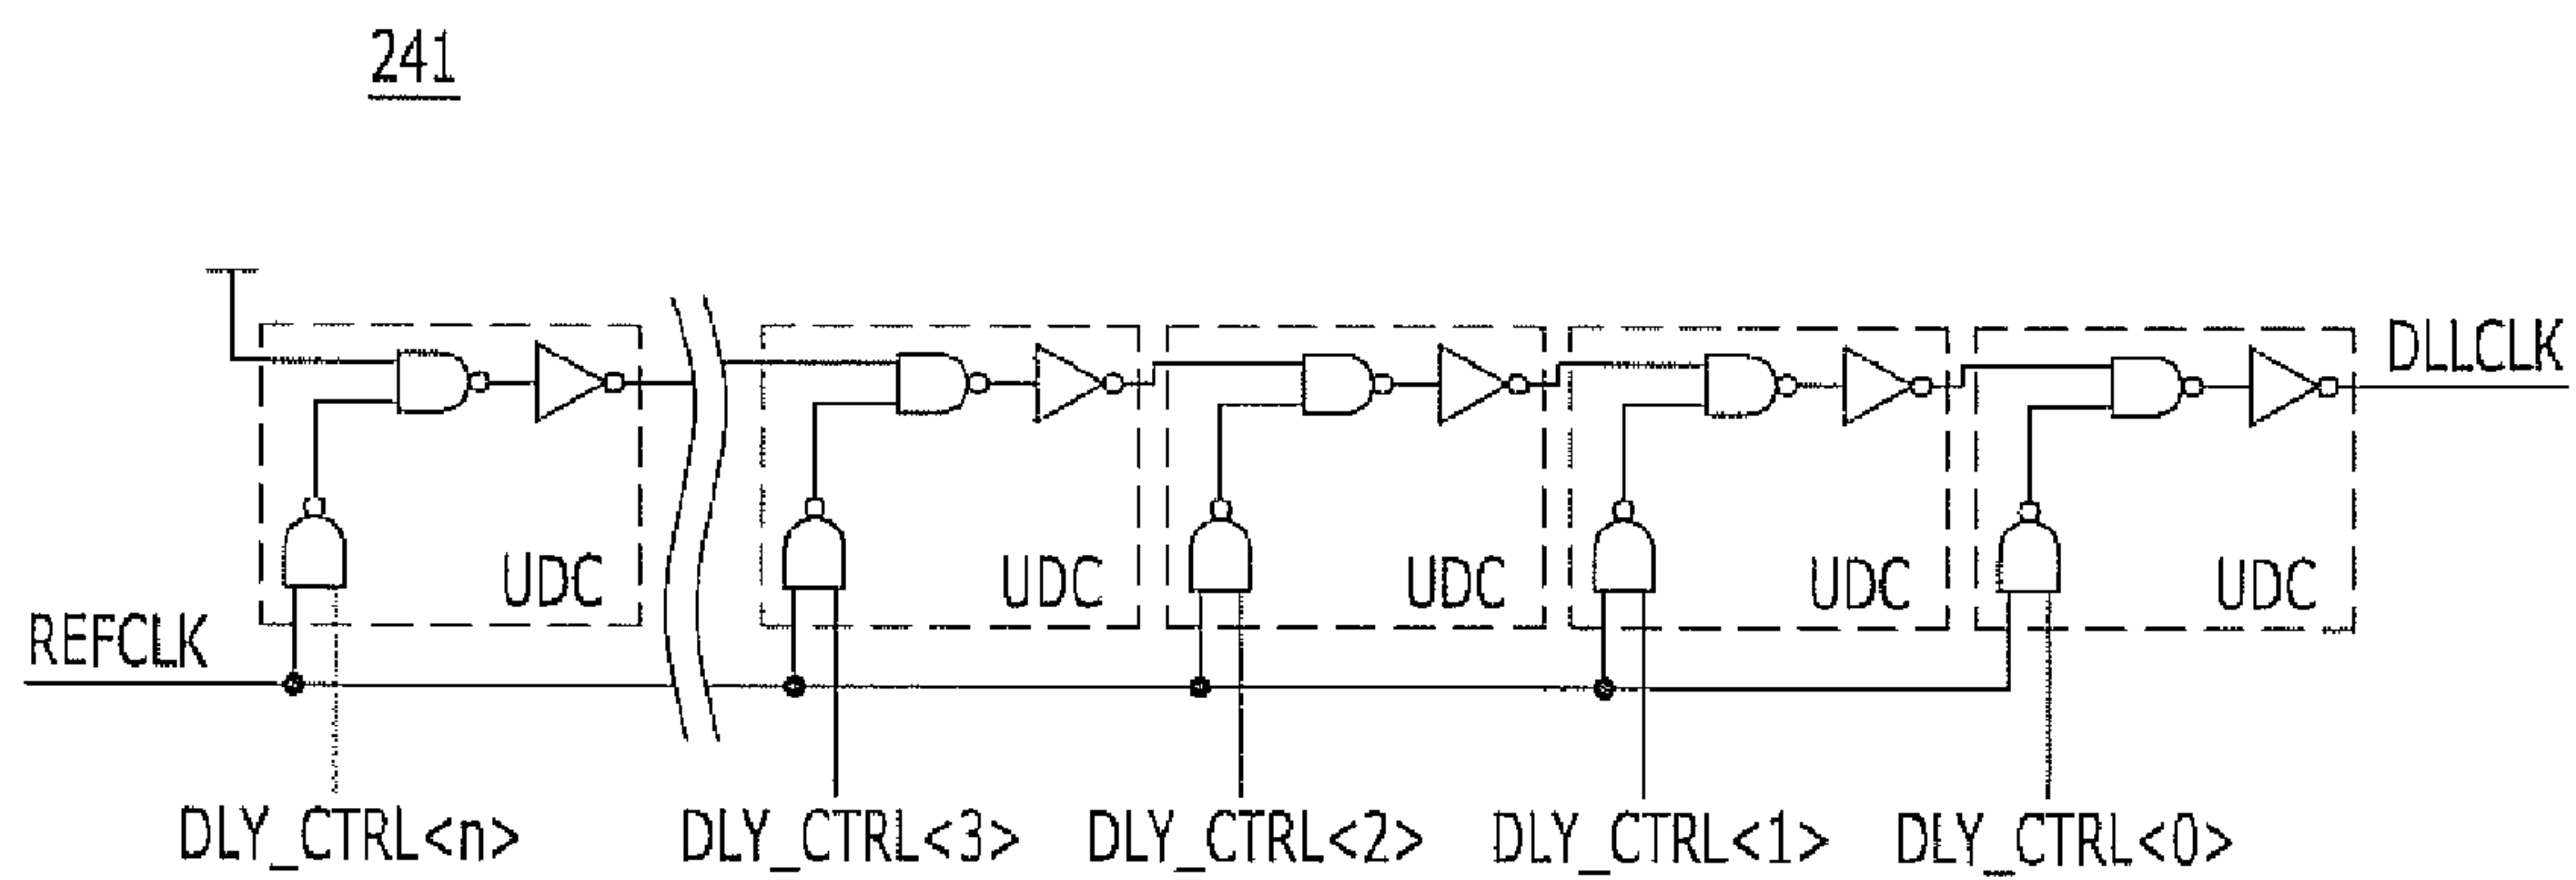 241
DLLCLK
UDC UDC UDC UDC UDC
REFCLK
DLY_CTRL<n> DLY_CTRL<3> DLY_CTRL<2> DLY_CTRL<1> DLY_CTRL<0>